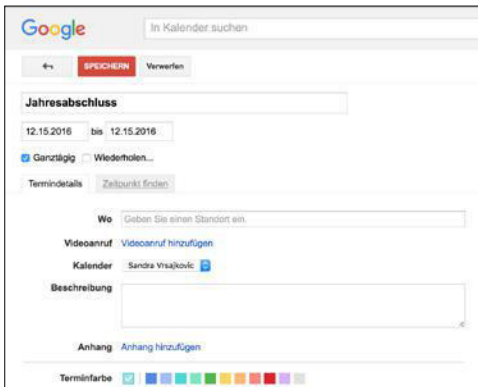 Google
In Kalender suchen
SPEICHERN Verwerfen
Jahresabschluss
12.15.2016 bis 12.15.2016
Ganztägig Wiederholen...
Termindetails Zeitpunkt finden
Wo Geben Sie einen Standort ein.
Videoanruf Videoanruf hinzufügen
Kalender Sandra Vrsajkovic
Beschreibung
Anhang Anhang hinzufügen
Terminfarbe